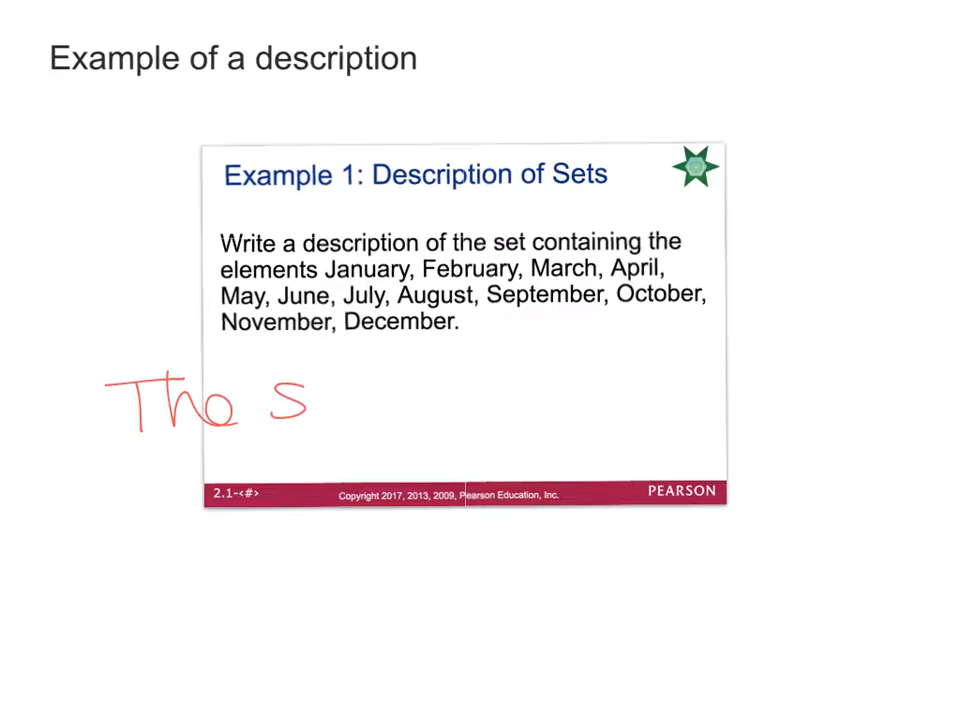 Example of a description
Example 1: Description of Sets
Write a description of the set containing the
elements January, February, March, April,
May, June, July, August, September, October,
November, December.
The s
2.1-<#>
Copyright 2017, 2013, 2009, Pearson Education, Inc.
PEARSON